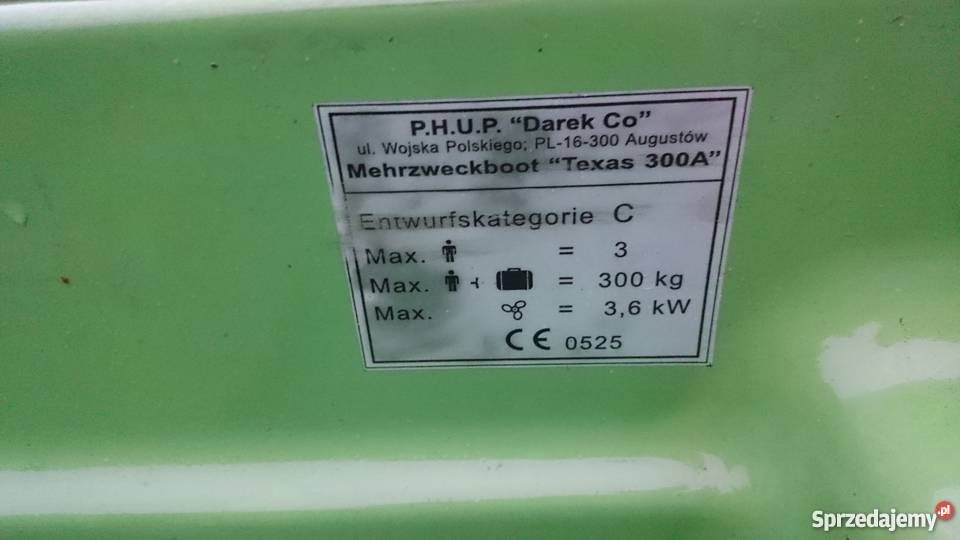 P.H.U.P. “Darek Co”
ul. Wojska Polskiego; PL-16-300 Augustów
Mehrzweckboot “Texas 300A”
Entwurfskategorie C
Max. = 3
Max. + = 300 kg
Max. = 3,6 kW
CE 0525
Sprzedajemy.pl